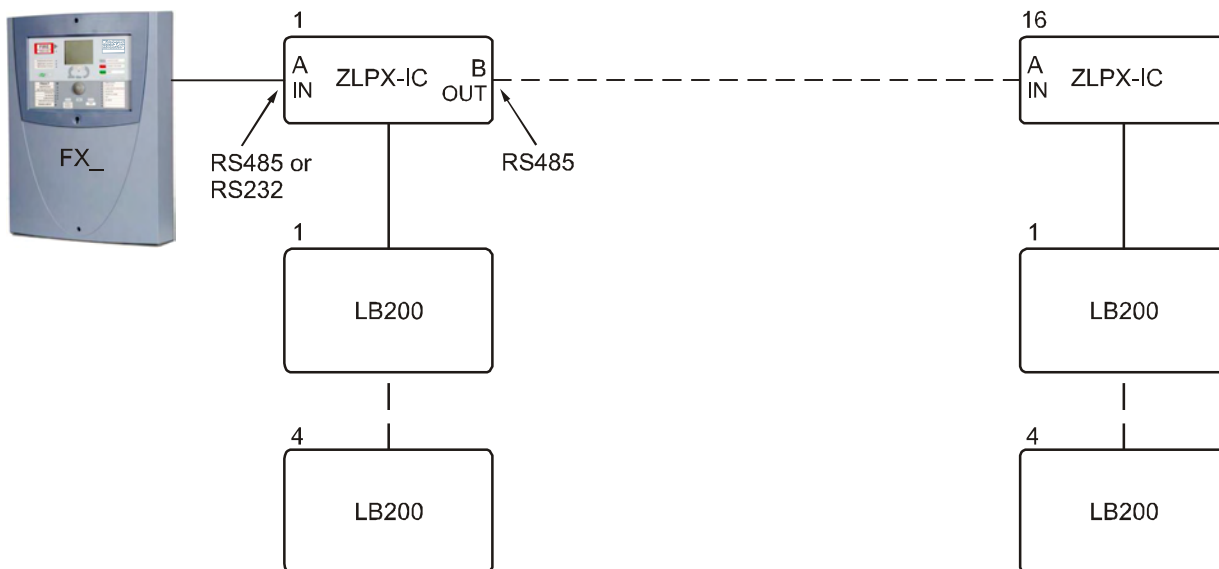 1
16
A
IN
ZLPX-IC
B
OUT
A
IN
ZLPX-IC
FX_
RS485 or
RS232
RS485
1
1
LB200
LB200
4
4
LB200
LB200